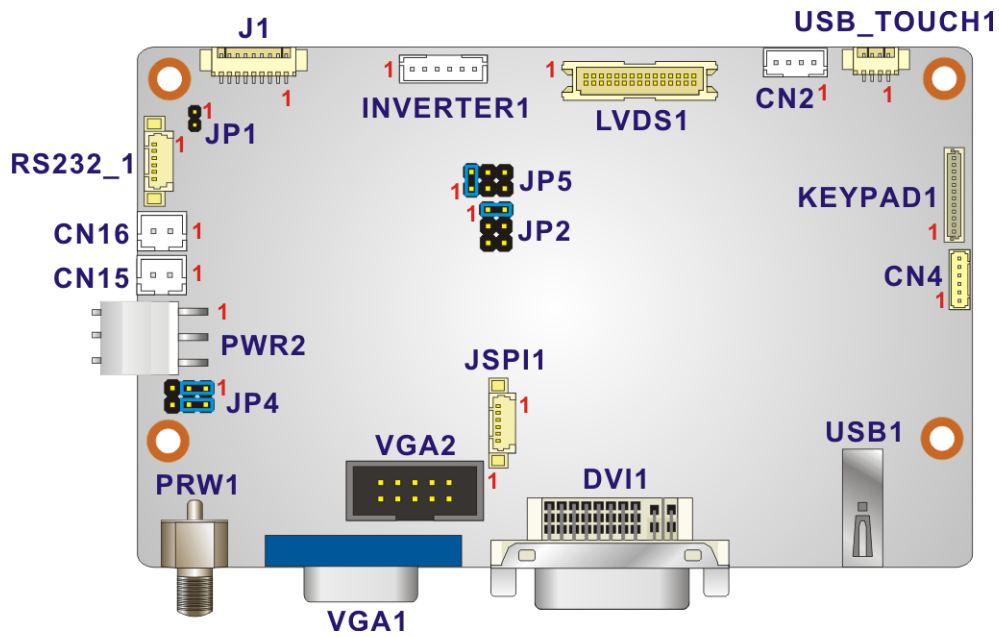 USB_TOUCH1
J1
1
1
1
1
1
INVERTER1
LVDS1
CN2
1
JP1
1
RS232_1
1
JP5
KEYPAD1
1
JP2
1
CN16
1
CN4
1
CN15
1
1
PWR2
JSPI1
1
JP4
1
USB1
VGA2
1
DVI1
PRW1
VGA1